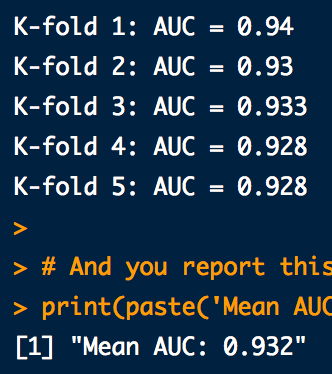 K-fold 1: AUC = 0.94
K-fold 2: AUC = 0.93
K-fold 3: AUC = 0.933
K-fold 4: AUC = 0.928
K-fold 5: AUC = 0.928
>
> # And you report this
> print(paste('Mean AUC
[1] "Mean AUC: 0.932"